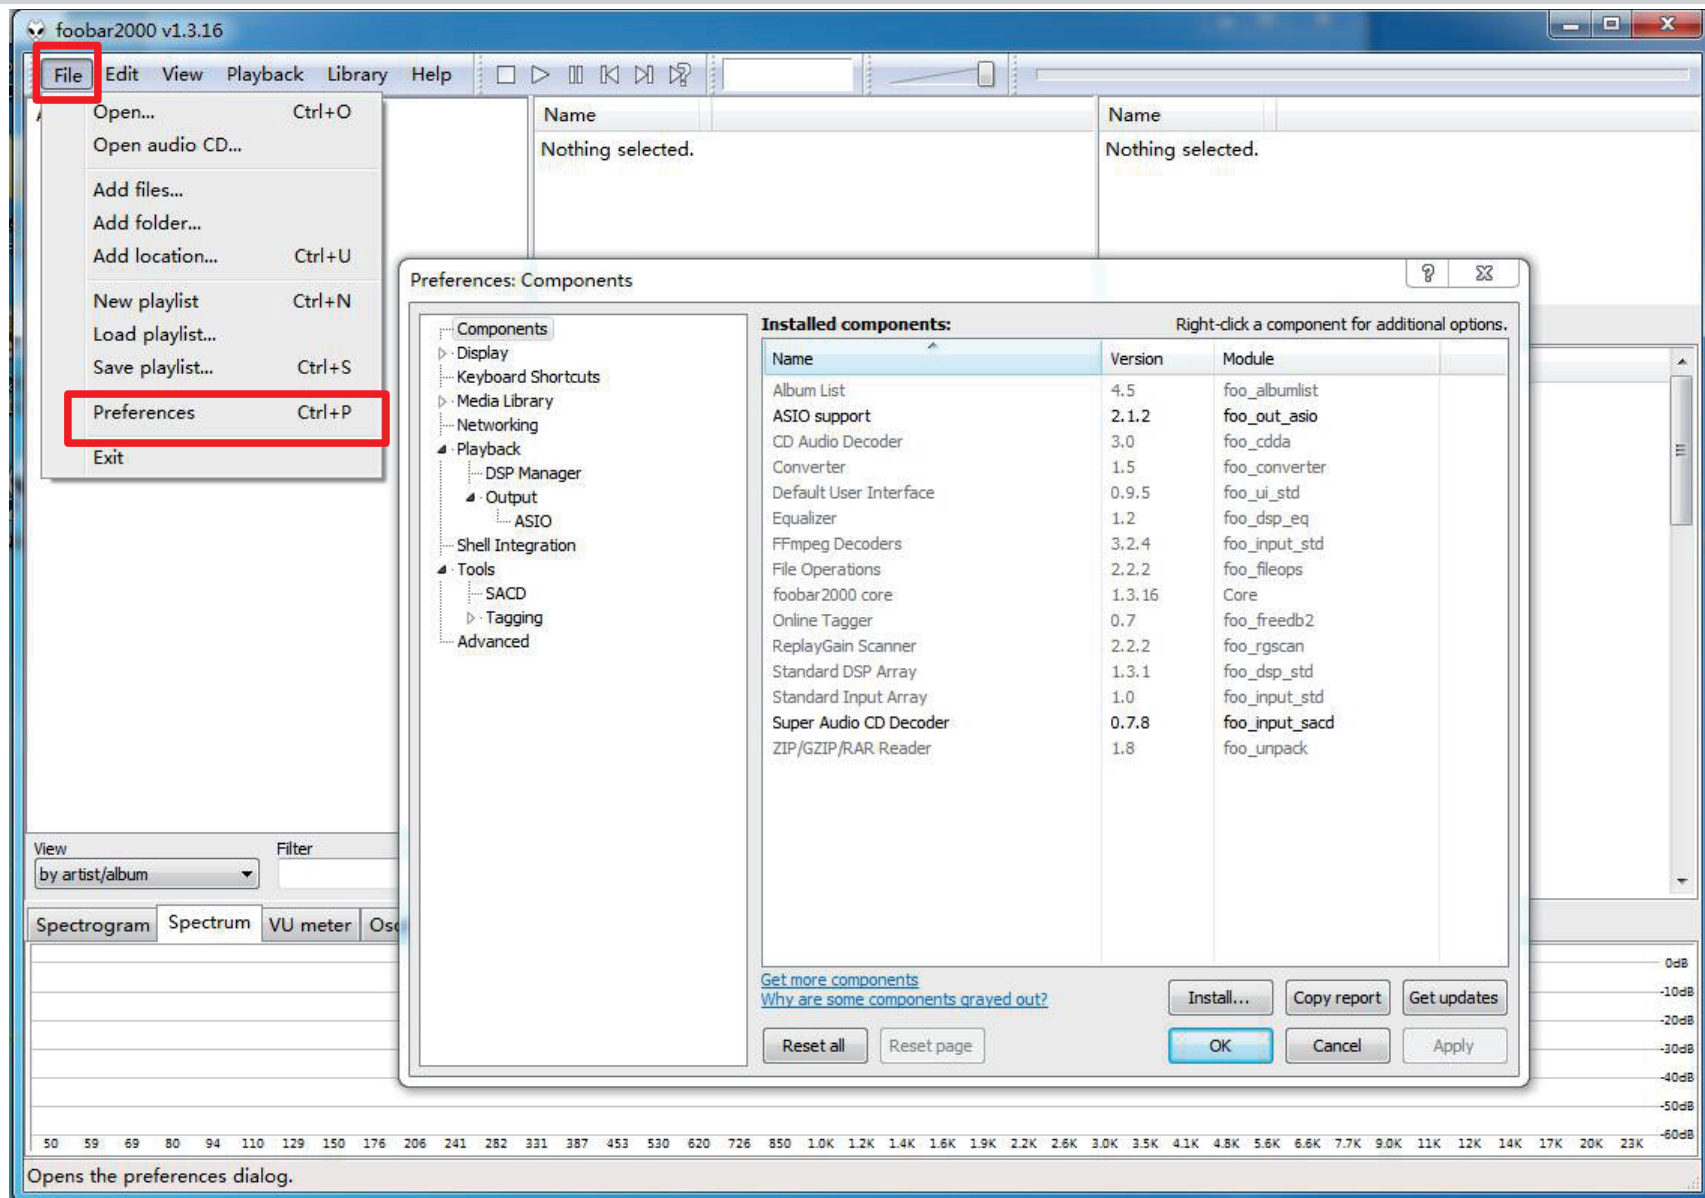 foobar2000 v1.3.16
File Edit View Playback Library Help
Open... Ctrl+O
Open audio CD...
Add files...
Add folder...
Add location... Ctrl+U
New playlist Ctrl+N
Load playlist...
Save playlist... Ctrl+S
Preferences Ctrl+P
Exit
Name
Nothing selected.
Name
Nothing selected.
Preferences: Components
Components
Display
Keyboard Shortcuts
Media Library
Networking
Playback
DSP Manager
Output
ASIO
Shell Integration
Tools
SACD
Tagging
Advanced
Installed components: Right-click a component for additional options.
Name Version Module
Album List 4.5 foo_albumlist
ASIO support 2.1.2 foo_out_asio
CD Audio Decoder 3.0 foo_cdda
Converter 1.5 foo_converter
Default User Interface 0.9.5 foo_ui_std
Equalizer 1.2 foo_dsp_eq
FFmpeg Decoders 3.2.4 foo_input_std
File Operations 2.2.2 foo_fileops
foobar2000 core 1.3.16 Core
Online Tagger 0.7 foo_freedb2
ReplayGain Scanner 2.2.2 foo_rgscan
Standard DSP Array 1.3.1 foo_dsp_std
Standard Input Array 1.0 foo_input_std
Super Audio CD Decoder 0.7.8 foo_input_sacd
ZIP/GZIP/RAR Reader 1.8 foo_unpack
Get more components
Why are some components grayed out?
Install... Copy report Get updates
Reset all Reset page OK Cancel Apply
View Filter
by artist/album
Spectrogram Spectrum VU meter
0dB
-10dB
-20dB
-30dB
-40dB
-50dB
-60dB
50 59 69 80 94 110 129 150 176 206 241 282 331 387 453 530 620 726 850 1.0K 1.2K 1.4K 1.6K 1.9K 2.2K 2.6K 3.0K 3.5K 4.1K 4.8K 5.6K 6.6K 7.7K 9.0K 11K 12K 14K 17K 20K 23K
Opens the preferences dialog.